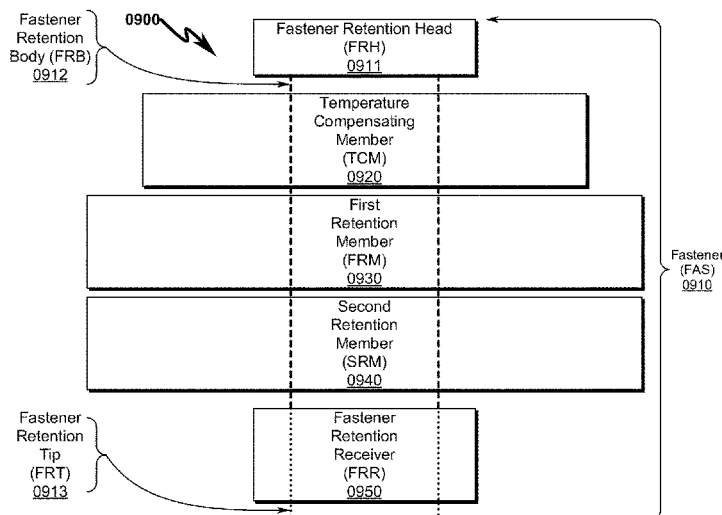 Fastener
Retention
Body (FRB)
0912
0900
Fastener Retention Head
(FRH)
0911
Temperature
Compensating
Member
(TCM)
0920
First
Retention
Member
(FRM)
0930
Fastener
(FAS)
0910
Second
Retention
Member
(SRM)
0940
Fastener
Retention
Tip
(FRT)
0913
Fastener
Retention
Receiver
(FRR)
0950